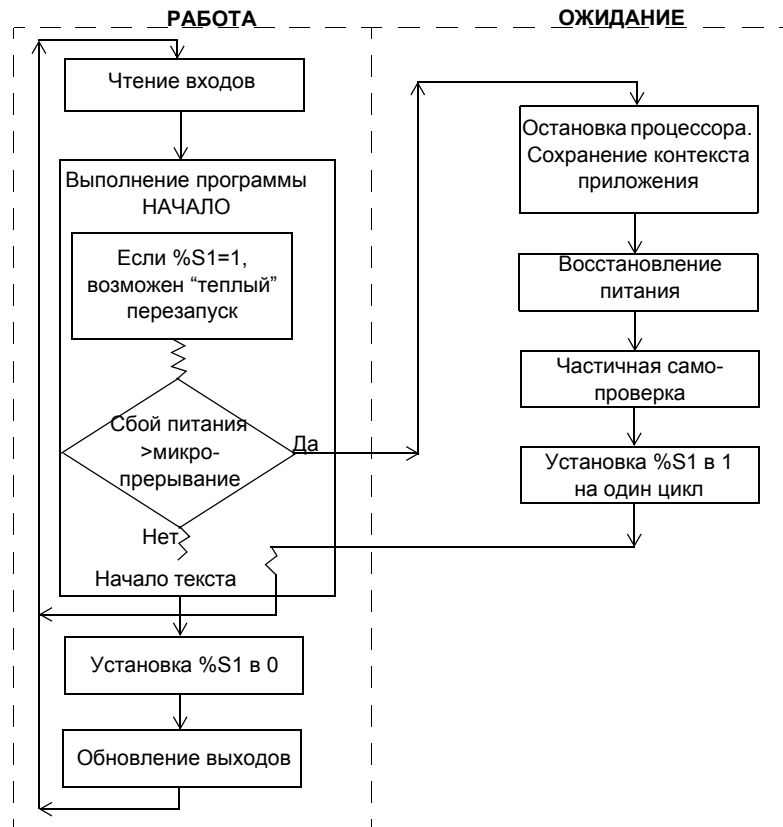 РАБОТА
ОЖИДАНИЕ
Чтение входов
Выполнение программы
НАЧАЛО
Если %S1=1,
возможен “теплый”
перезапуск
Сбой питания
>микро-
прерывание
Да
Нет
Начало текста
Установка %S1 в 0
Обновление выходов
Остановка процессора.
Сохранение контекста
приложения
Восстановление
питания
Частичная само-
проверка
Установка %S1 в 1
на один цикл